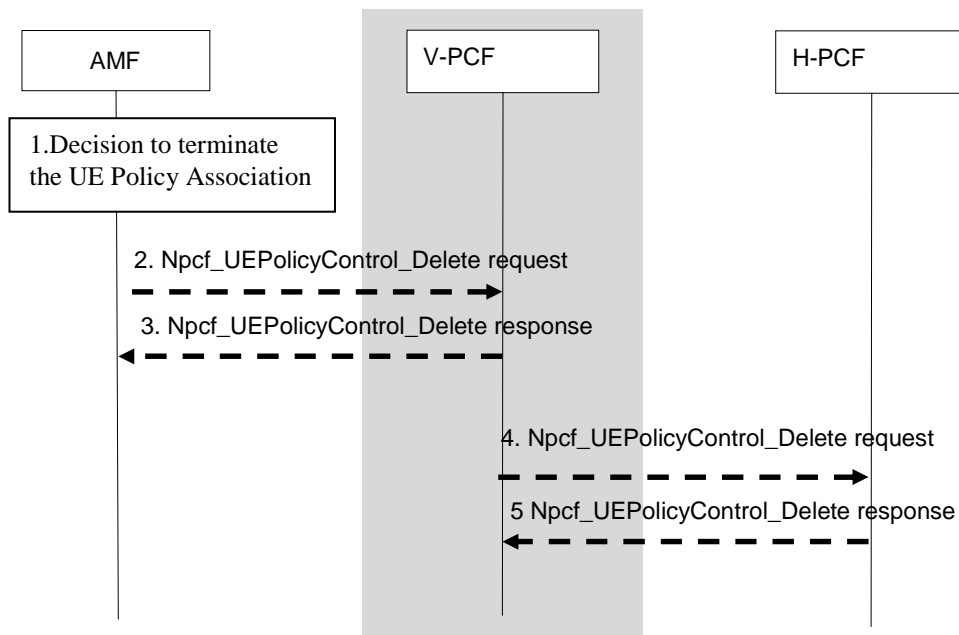 AMF
V-PCF
H-PCF
1.Decision to terminate
the UE Policy Association
2. Npcf_UEPolicyControl_Delete request
3. Npcf_UEPolicyControl_Delete response
4. Npcf_UEPolicyControl_Delete request
5 Npcf_UEPolicyControl_Delete response